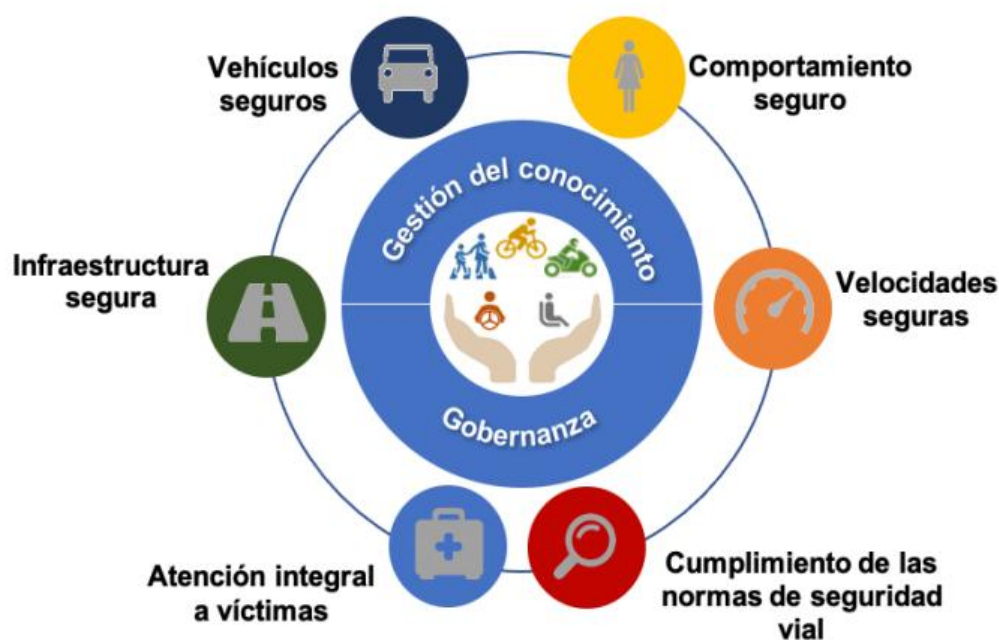 Vehículos
seguros
Comportamiento
seguro
Gestión del conocimiento
Infraestructura
segura
Velocidades
seguras
Gobernanza
Atención integral
a víctimas
Cumplimiento de las
normas de seguridad
vial